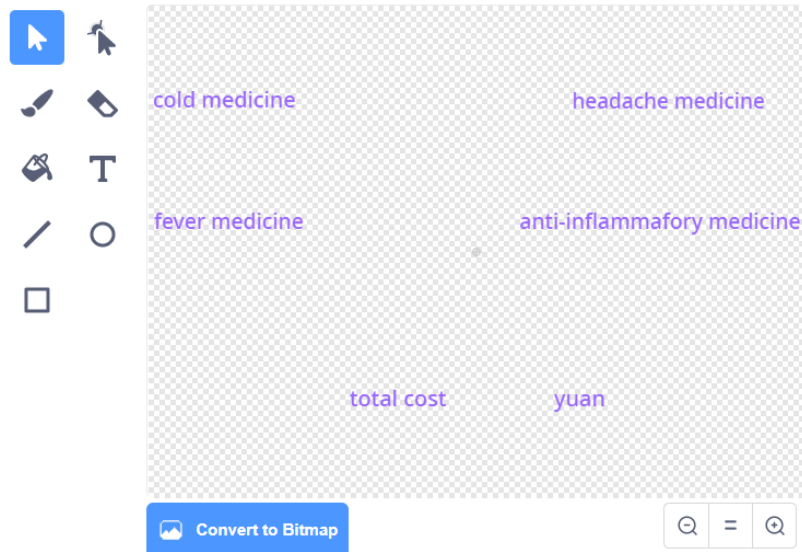 cold medicine
headache medicine
fever medicine
anti-inflammafory medicine
total cost
yuan
Convert to Bitmap